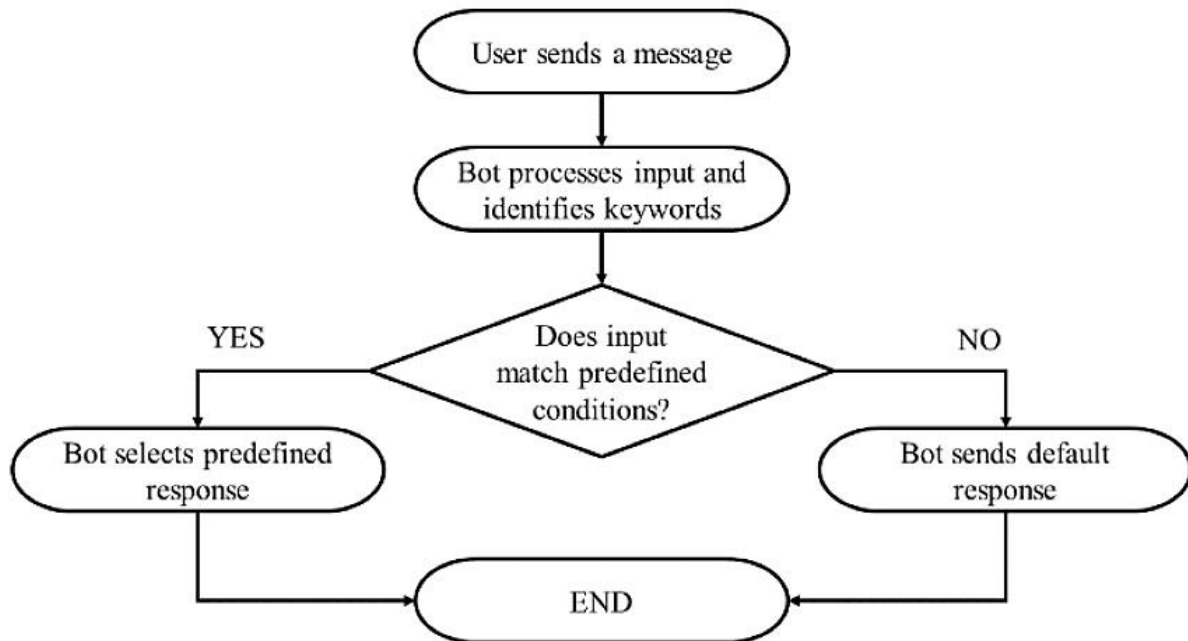 User sends a message
Bot processes input and
identifies keywords
Does input
match predefined
conditions?
YES
NO
Bot selects predefined
response
Bot sends default
response
END